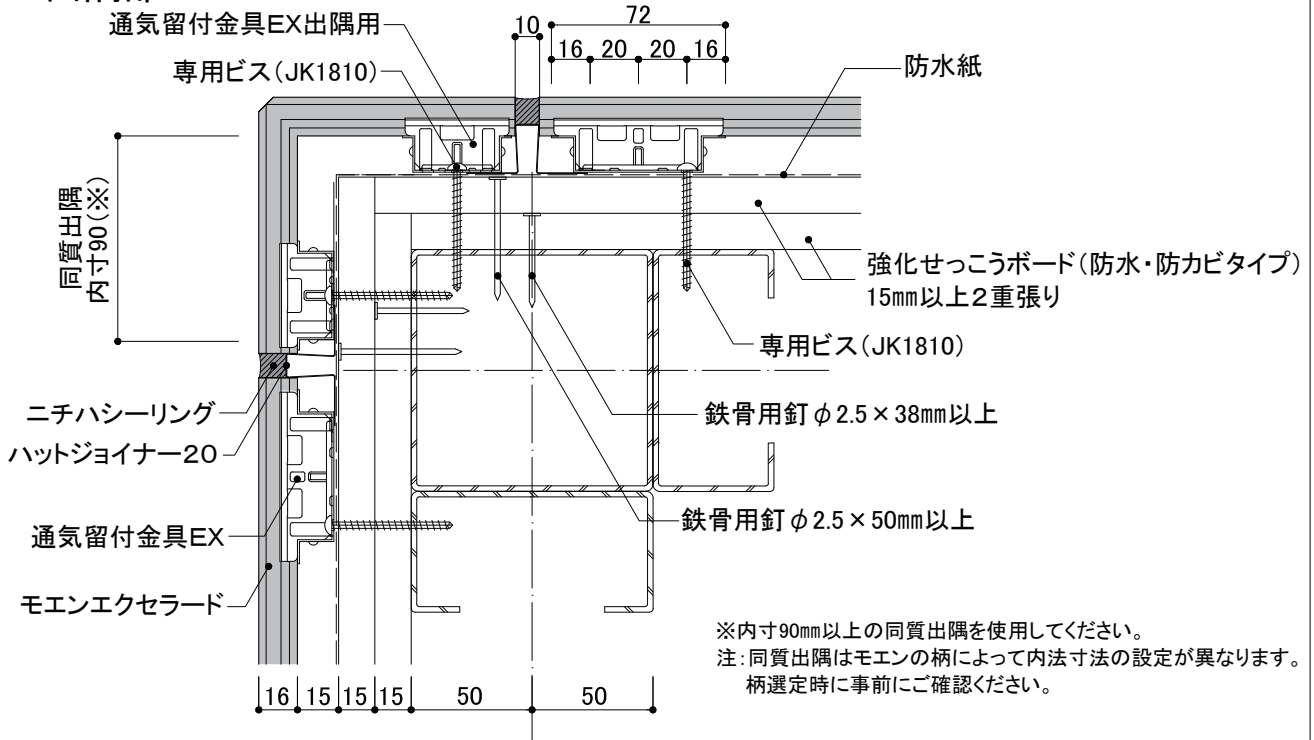 通気留付金具EX出隅用
10
72
16 20 20 16
専用ビス(JK1810)
防水紙
同質出隅
内寸90(※)
強化せっこうボード(防水・防カビタイプ)
15mm以上2重張り
専用ビス(JK1810)
ニチハシーリング
鉄骨用釘φ2.5×38mm以上
ハットジョイナー20
通気留付金具EX
鉄骨用釘φ2.5×50mm以上
モエンエクセラード
※内寸90mm以上の同質出隅を使用してください。
注:同質出隅はモエンの柄によって内法寸法の設定が異なります。
柄選定時に事前にご確認ください。
16 15 15 15 50 50